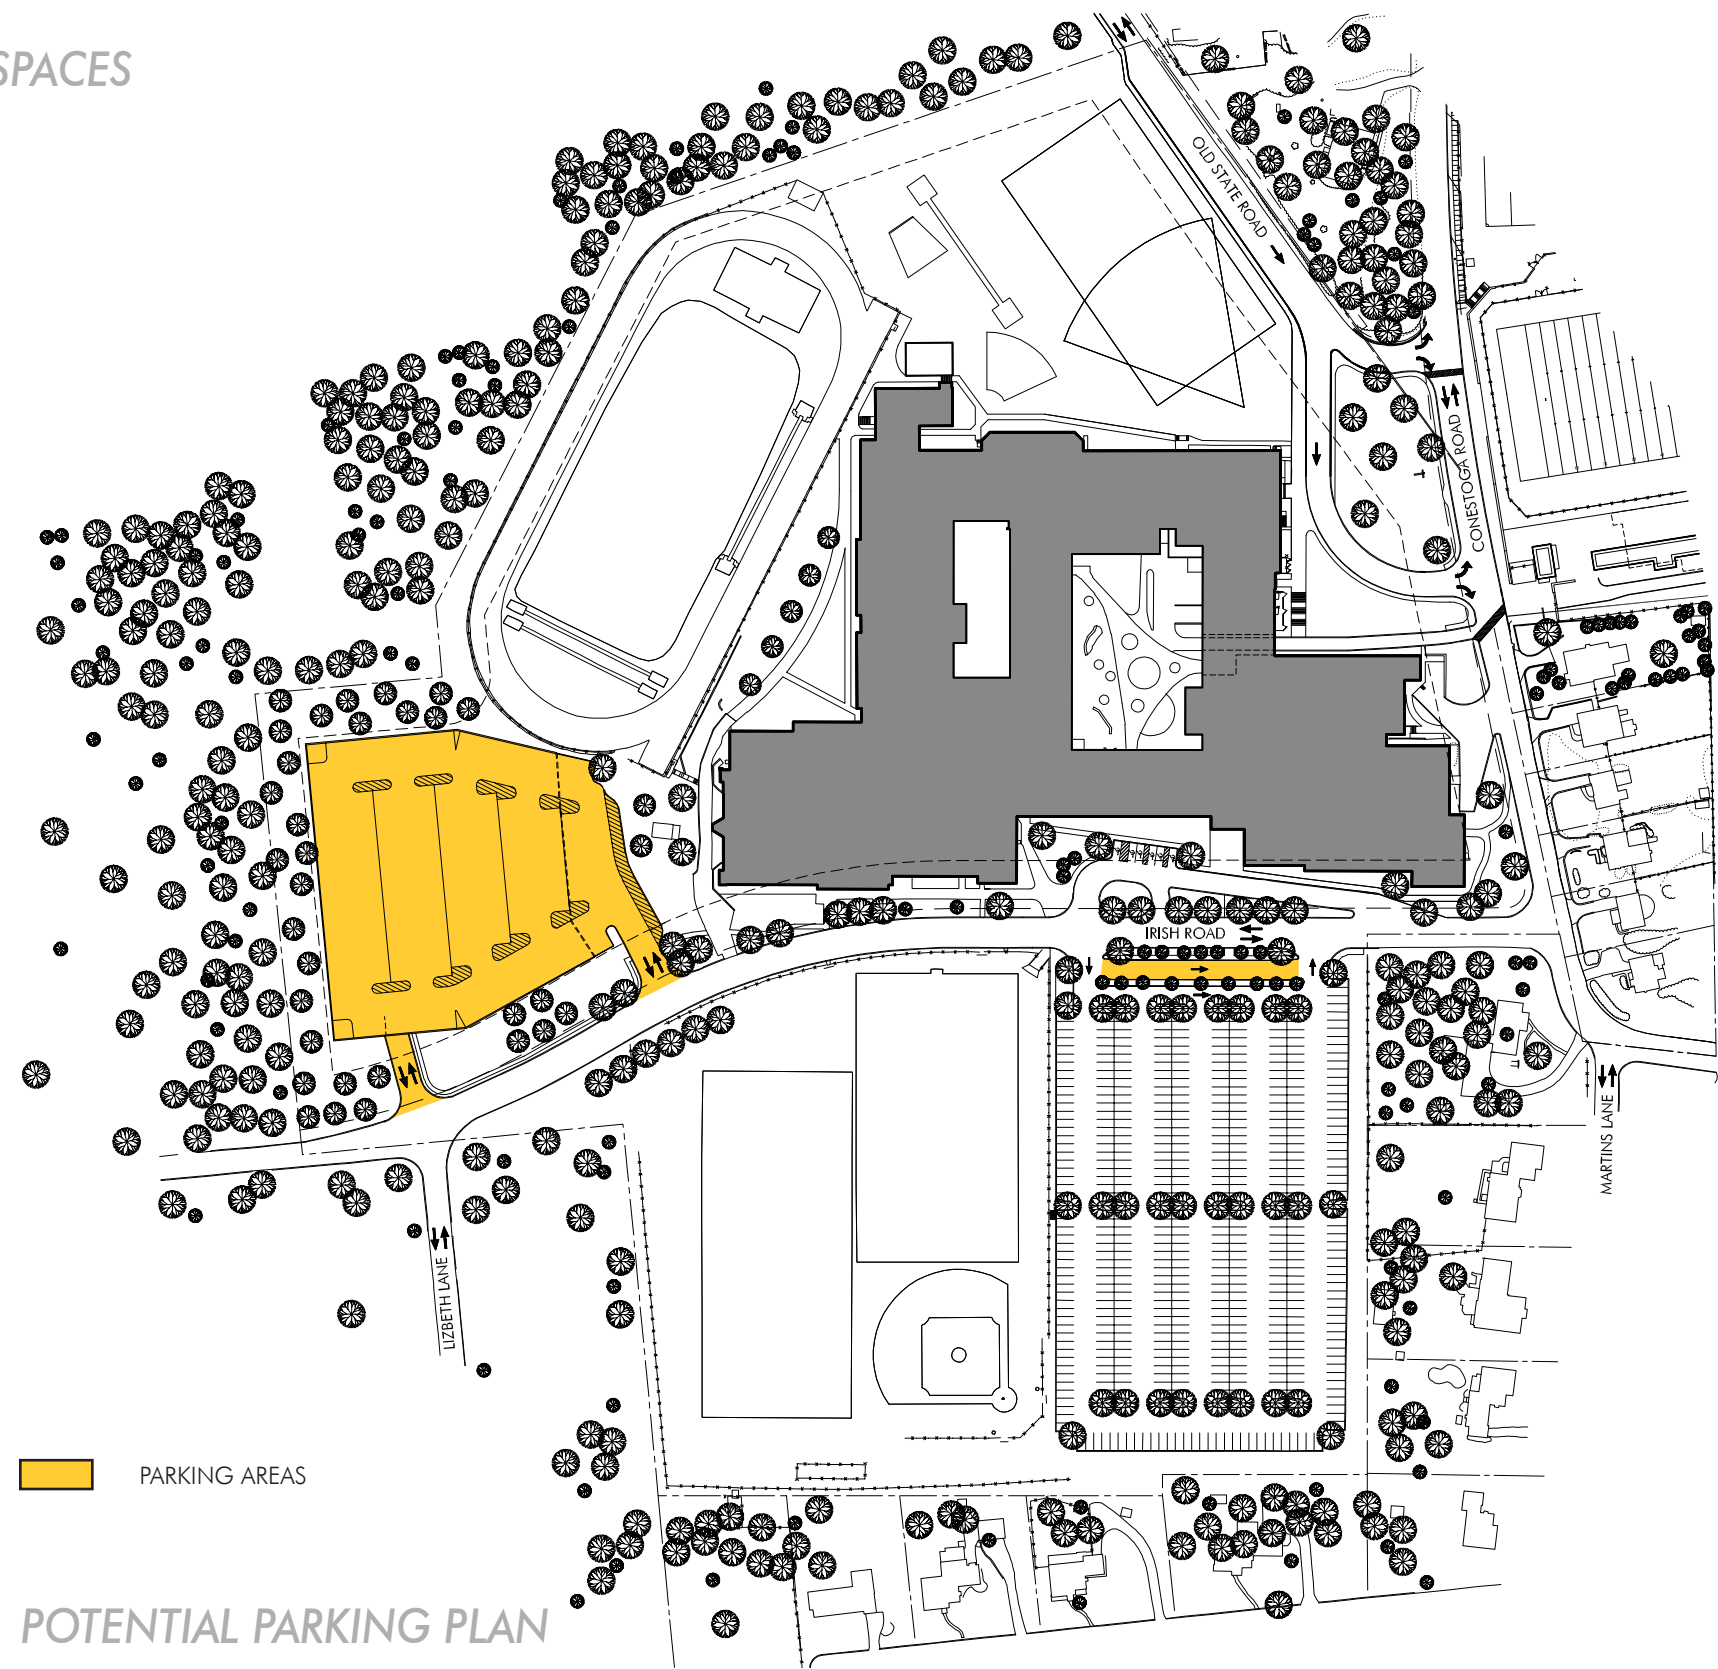 SPACES
OLD STATE ROAD
CONESTOGA ROAD
IRISH ROAD
MARTINS LANE
LIZBETH LANE
PARKING AREAS
POTENTIAL PARKING PLAN